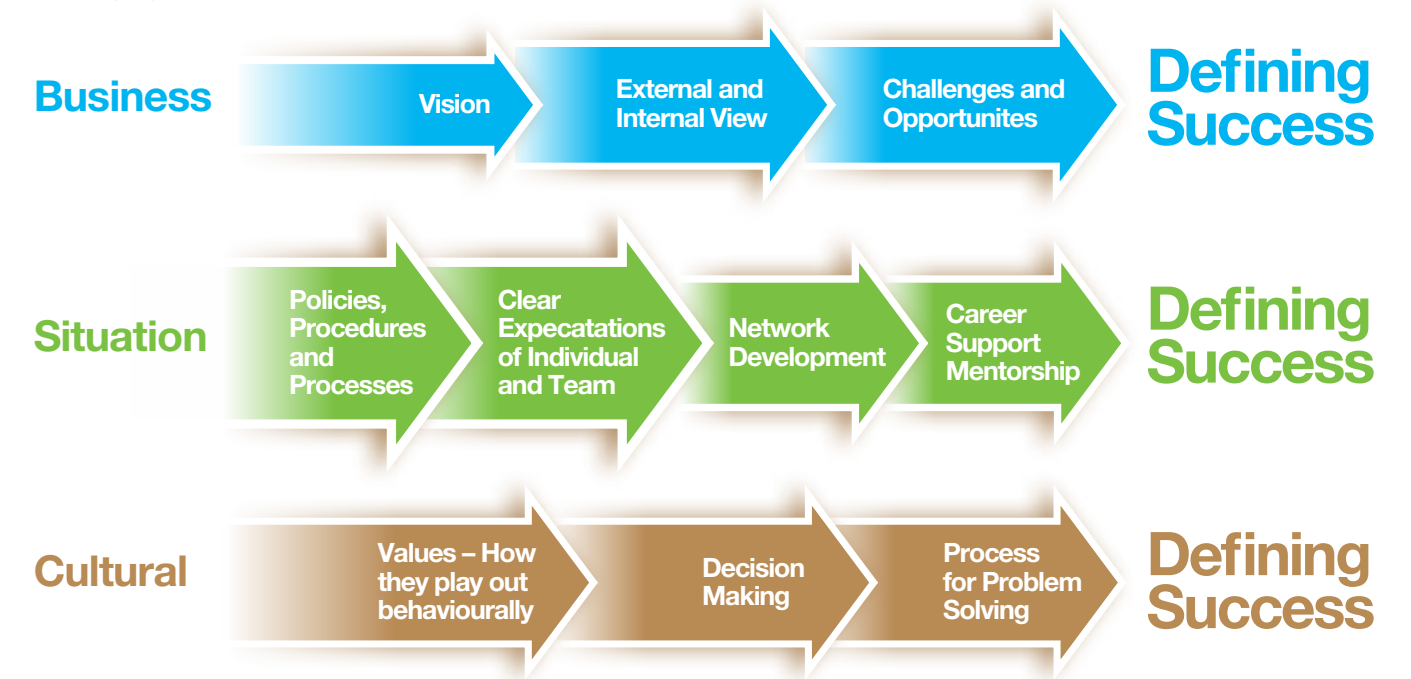 Business
Vision
External and
Internal View
Challenges and
Opportunites
Defining
Success
Situation
Policies,
Procedures
and
Processes
Clear
Expecatations
of Individual
and Team
Network
Development
Career
Support
Mentorship
Defining
Success
Cultural
Values – How
they play out
behaviourally
Decision
Making
Process
for Problem
Solving
Defining
Success